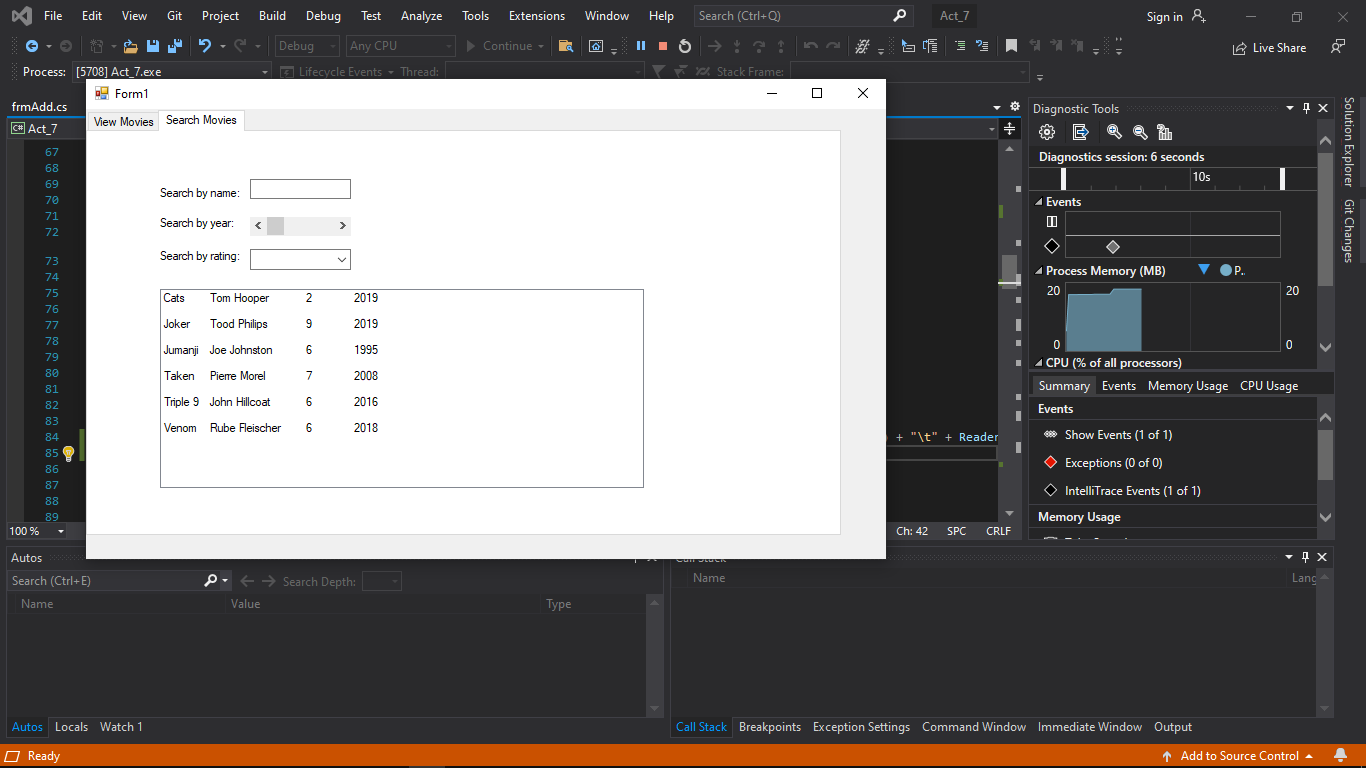 File Edit View Git Project Build Debug Test Analyze Tools Extensions Window Help Search (Ctrl+Q) Act_7 Sign in
Debug Any CPU Continue Live Share
Process: [5708] Act_7.exe Lifecycle Events Thread: Stack Frame:
Form1
frmAdd.cs
Act_7
View Movies Search Movies
67
68
69
70
71
72
73
74
75
76
77
78
79
80
81
82
83
84
85
86
87
88
89
Search by name:
Search by year:
Search by rating:
Cats Tom Hooper 2 2019
Joker Tood Philips 9 2019
Jumanji Joe Johnston 6 1995
Taken Pierre Morel 7 2008
Triple 9 John Hillcoat 6 2016
Venom Rube Fleischer 6 2018
+ "\t" + Reader
100 % Ch: 42 SPC CRLF
Diagnostic Tools
Diagnostics session: 6 seconds
10s
Events
Process Memory (MB) P..
20 20
0 0
CPU (% of all processors)
Summary Events Memory Usage CPU Usage
Events
Show Events (1 of 1)
Exceptions (0 of 0)
IntelliTrace Events (1 of 1)
Memory Usage
Solution Explorer
Git Changes
Autos
Search (Ctrl+E) Search Depth:
Name Value Type
Call Stack
Name Lang
Autos Locals Watch 1
Call Stack Breakpoints Exception Settings Command Window Immediate Window Output
Ready Add to Source Control